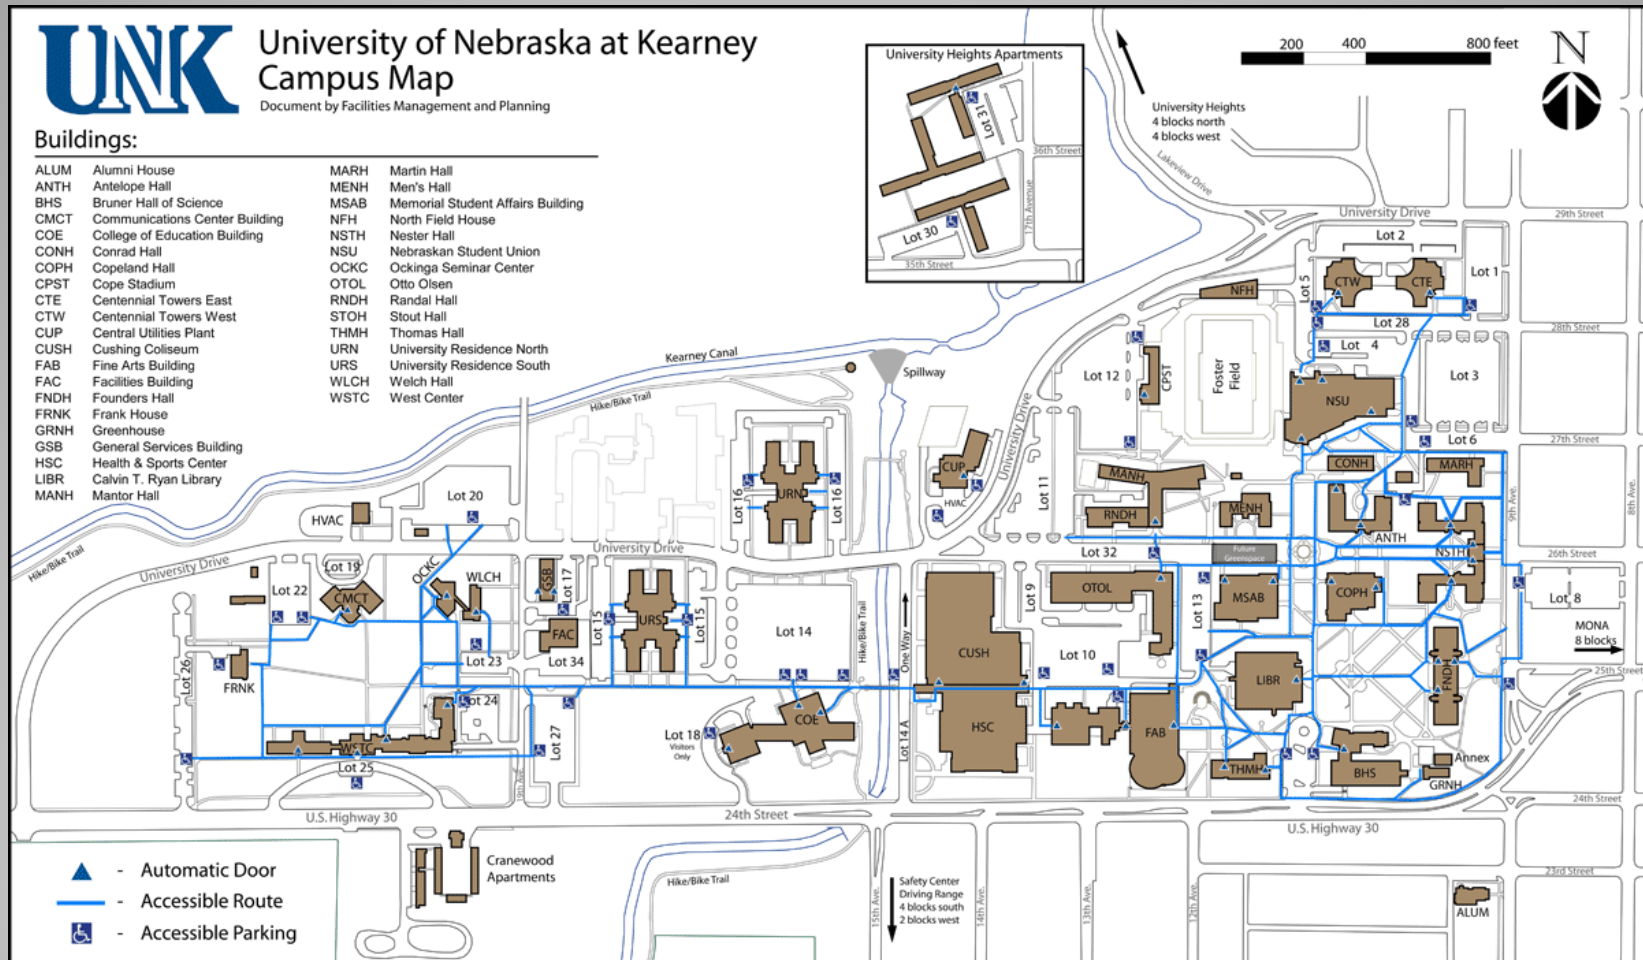 UNK
University of Nebraska at Kearney
Campus Map
Document by Facilities Management and Planning
Buildings:
ALUM Alumni House
ANTH Antelope Hall
BHS Bruner Hall of Science
CMCT Communications Center Building
COE College of Education Building
CONH Conrad Hall
COPH Copeland Hall
CPST Cope Stadium
CTE Centennial Towers East
CTW Centennial Towers West
CUP Central Utilities Plant
CUSH Cushing Coliseum
FAB Fine Arts Building
FAC Facilities Building
FNDH Founders Hall
FRNK Frank House
GRNH Greenhouse
GSB General Services Building
HSC Health & Sports Center
LIBR Calvin T. Ryan Library
MANH Mantor Hall
MARH Martin Hall
MENH Men's Hall
MSAB Memorial Student Affairs Building
NFH North Field House
NSTH Nester Hall
NSU Nebraskan Student Union
OCKC Ockinga Seminar Center
OTOL Otto Olsen
RNDH Randal Hall
STOH Stout Hall
THMH Thomas Hall
URN University Residence North
URS University Residence South
WLCH Welch Hall
WSTC West Center
University Heights Apartments
Lot 31
36th Street
17th Avenue
Lot 30
35th Street
200 400 800 feet
N
University Heights
4 blocks north
4 blocks west
Lakeview Drive
University Drive
29th Street
Lot 2
Lot 1
Lot 5
CTW
CTE
NFH
Lot 28
28th Street
Lot 4
Kearney Canal
Spillway
Hike/Bike Trail
Lot 12
CPST
Foster
Field
Lot 3
NSU
University Drive
Lot 6
27th Street
CUP
HVAC
Lot 11
MANH
CONH
MARH
Lot 16
URN
Lot 16
Lot 20
HVAC
RNDH
MENH
ANTH
NSTH
9th Ave.
8th Ave.
Hike/Bike Trail
University Drive
University Drive
Lot 32
Future
Greenspace
26th Street
Lot 19
OCKC
WLCH
GSB
Lot 17
Lot 22
CMCT
Lot 15
URS
Lot 15
FAC
Lot 14
Hike/Bike Trail
One Way
Lot 9
OTOL
Lot 13
MSAB
COPH
Lot 8
MONA
8 blocks
Lot 26
FRNK
Lot 23
Lot 34
CUSH
Lot 10
LIBR
FNDH
25th Street
Lot 24
Lot 27
Lot 18
Visitors
Only
COE
Lot 14 A
HSC
FAB
WSTC
Lot 25
9th Ave.
THMH
BHS
Annex
GRNH
U.S. Highway 30
24th Street
U.S. Highway 30
24th Street
Cranewood
Apartments
Hike/Bike Trail
15th Ave.
Safety Center
Driving Range
4 blocks south
2 blocks west
14th Ave.
13th Ave.
12th Ave.
23rd Street
ALUM
- Automatic Door
- Accessible Route
- Accessible Parking